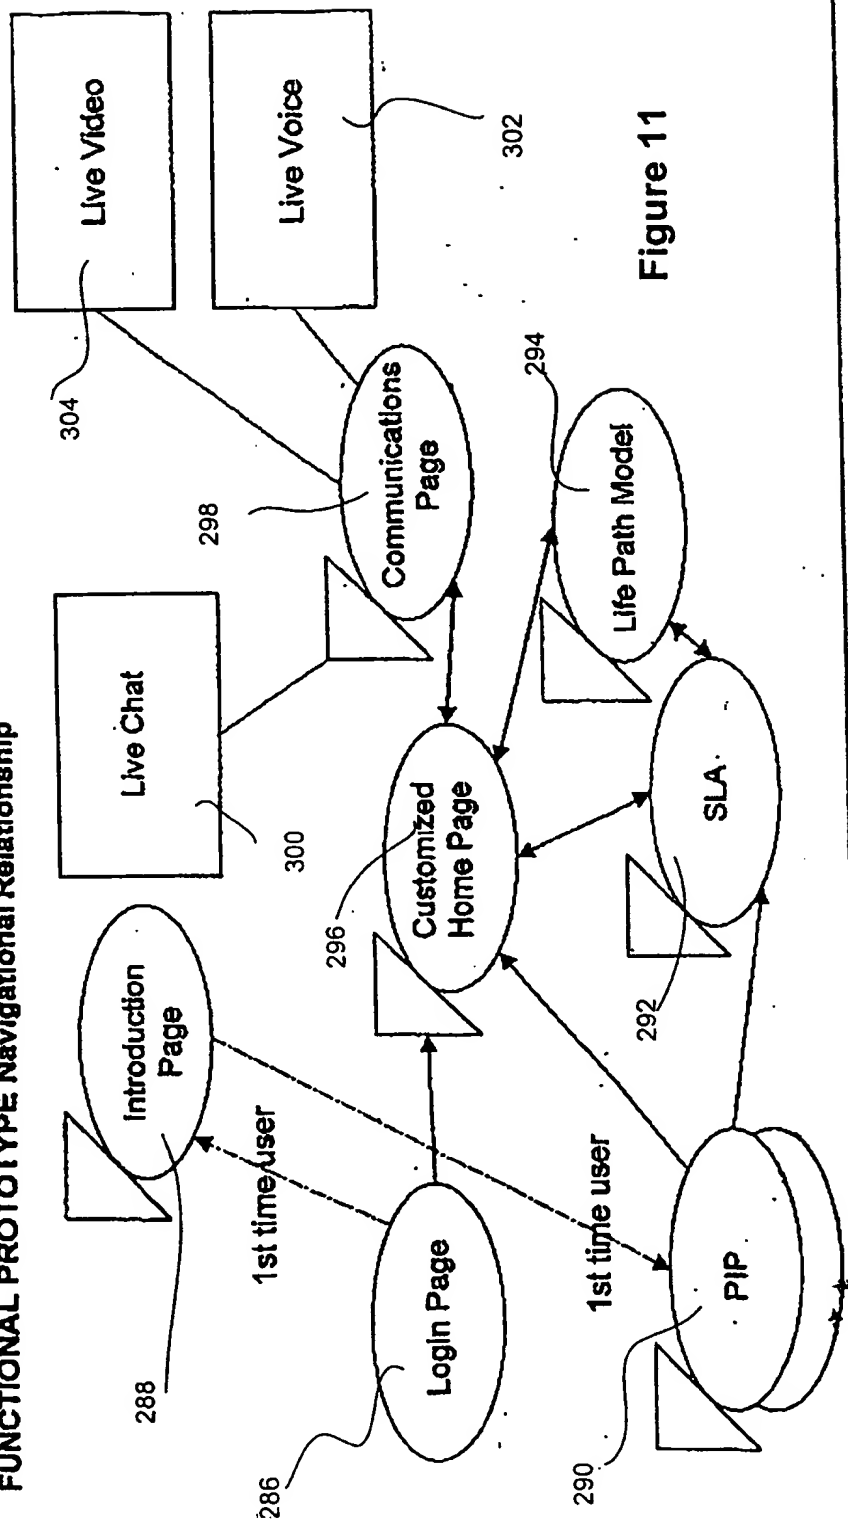 FUNCTIONAL PROTOTYPE Navigational Relationship
288
Introduction
Page
300
Live Chat
304
Live Video
1st time user
Live Voice
302
286
Login Page
296
Customized
Home Page
298
Communications
Page
1st time user
294
Life Path Model
290
PIP
292
SLA
Figure 11